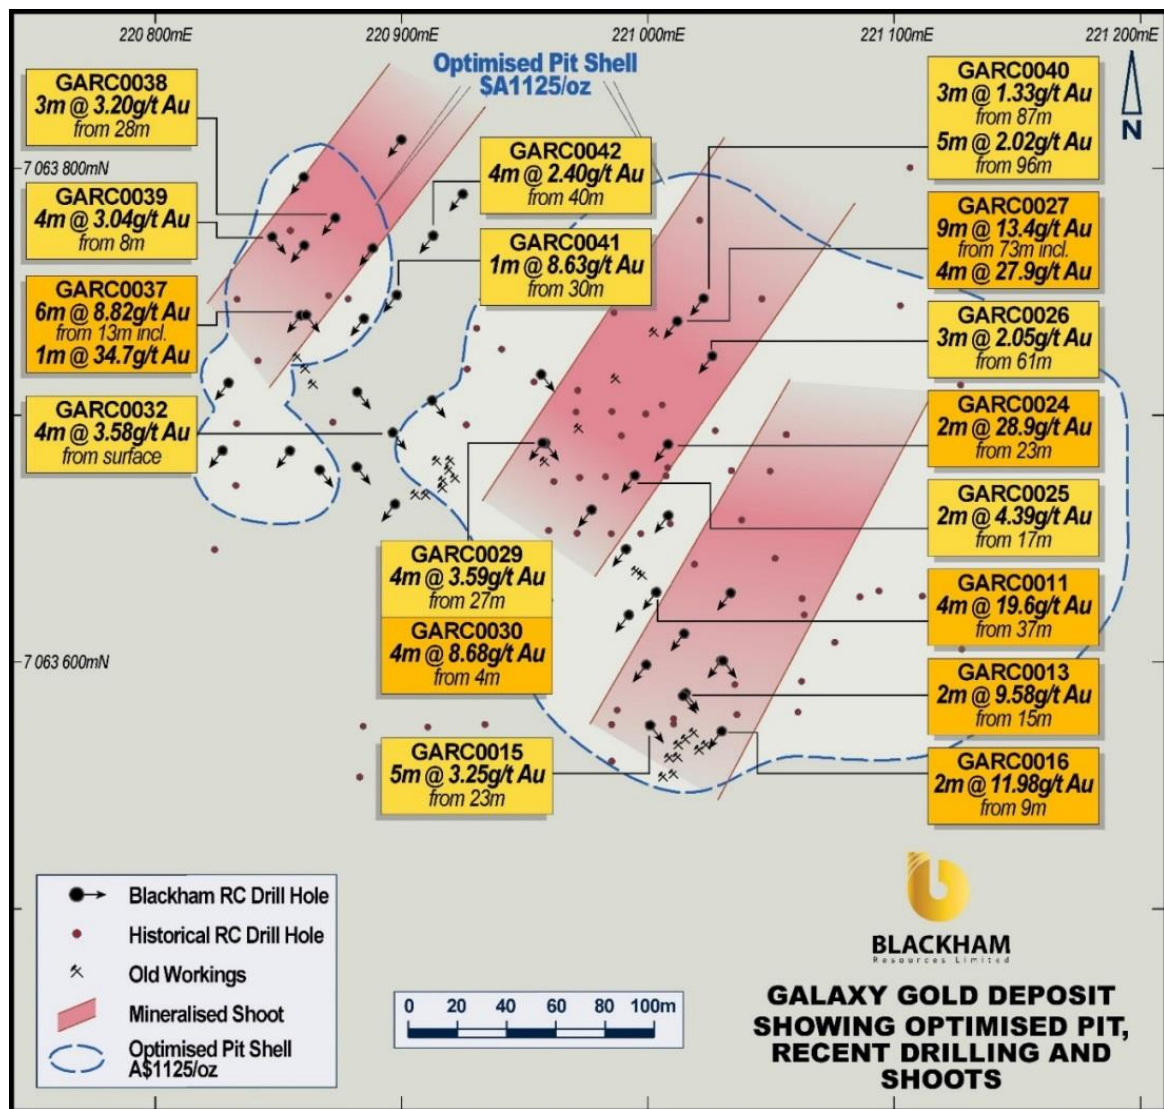 220 800mE
220 900mE
221 000mE
221 100mE
221 200mE
Optimised Pit Shell
$A1125/oz
N
7 063 800mN
7 063 600mN
GARC0038
3m @ 3.20g/t Au
from 28m
GARC0039
4m @ 3.04g/t Au
from 8m
GARC0037
6m @ 8.82g/t Au
from 13m incl.
1m @ 34.7g/t Au
GARC0032
4m @ 3.58g/t Au
from surface
GARC0042
4m @ 2.40g/t Au
from 40m
GARC0041
1m @ 8.63g/t Au
from 30m
GARC0029
4m @ 3.59g/t Au
from 27m
GARC0030
4m @ 8.68g/t Au
from 4m
GARC0015
5m @ 3.25g/t Au
from 23m
GARC0040
3m @ 1.33g/t Au
from 87m
5m @ 2.02g/t Au
from 96m
GARC0027
9m @ 13.4g/t Au
from 73m incl.
4m @ 27.9g/t Au
GARC0026
3m @ 2.05g/t Au
from 61m
GARC0024
2m @ 28.9g/t Au
from 23m
GARC0025
2m @ 4.39g/t Au
from 17m
GARC0011
4m @ 19.6g/t Au
from 37m
GARC0013
2m @ 9.58g/t Au
from 15m
GARC0016
2m @ 11.98g/t Au
from 9m
Blackham RC Drill Hole
Historical RC Drill Hole
Old Workings
Mineralised Shoot
Optimised Pit Shell
A$1125/oz
0 20 40 60 80 100m
BLACKHAM
Resources Limited
GALAXY GOLD DEPOSIT
SHOWING OPTIMISED PIT,
RECENT DRILLING AND
SHOOTS